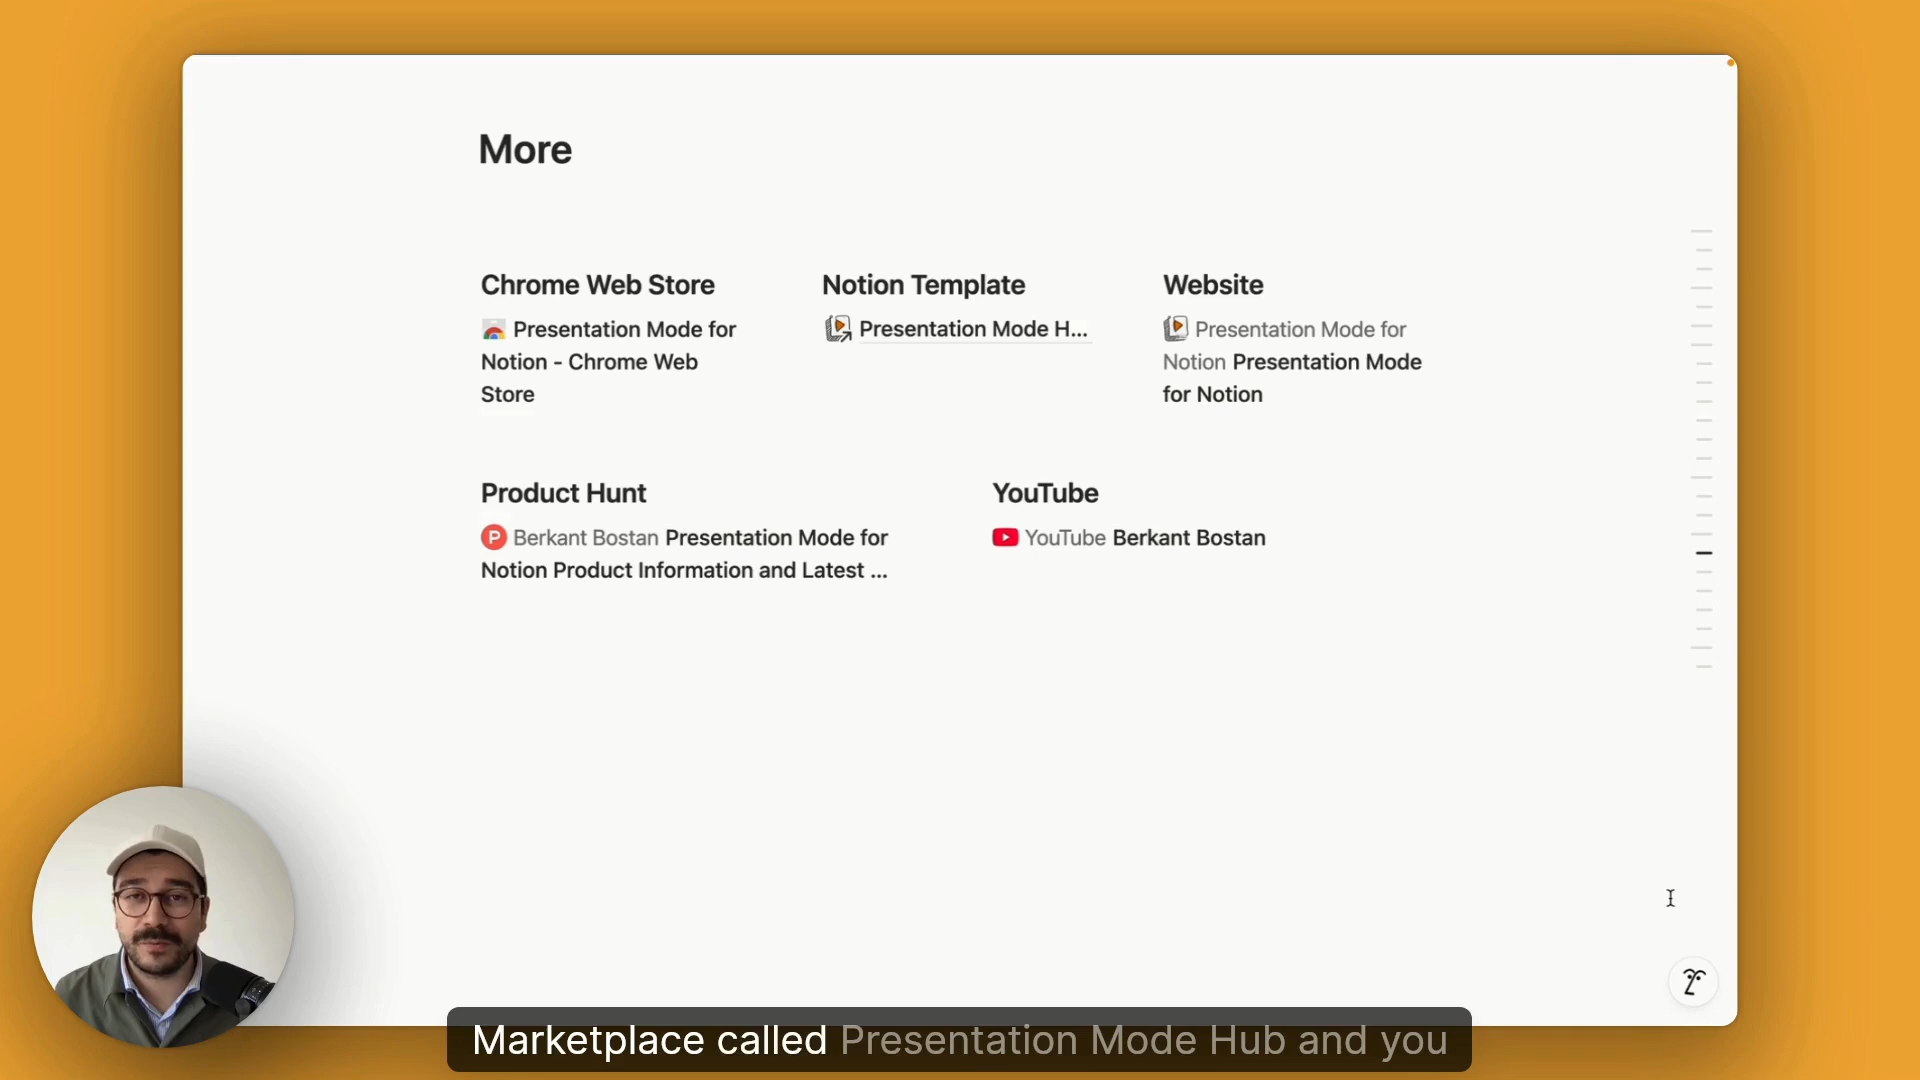 More
Chrome Web Store
Presentation Mode for
Notion - Chrome Web
Store
Notion Template
Presentation Mode H...
Website
Presentation Mode for
Notion Presentation Mode
for Notion
Product Hunt
Berkant Bostan Presentation Mode for
Notion Product Information and Latest ...
YouTube
YouTube Berkant Bostan
Marketplace called Presentation Mode Hub and you